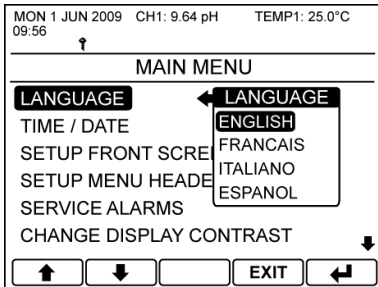 MON 1 JUN 2009 CH1: 9.64 pH TEMP1: 25.0°C
09:56
MAIN MENU
LANGUAGE
TIME / DATE
SETUP FRONT SCREE
SETUP MENU HEADE
SERVICE ALARMS
CHANGE DISPLAY CONTRAST
LANGUAGE
ENGLISH
FRANCAIS
ITALIANO
ESPANOL
EXIT